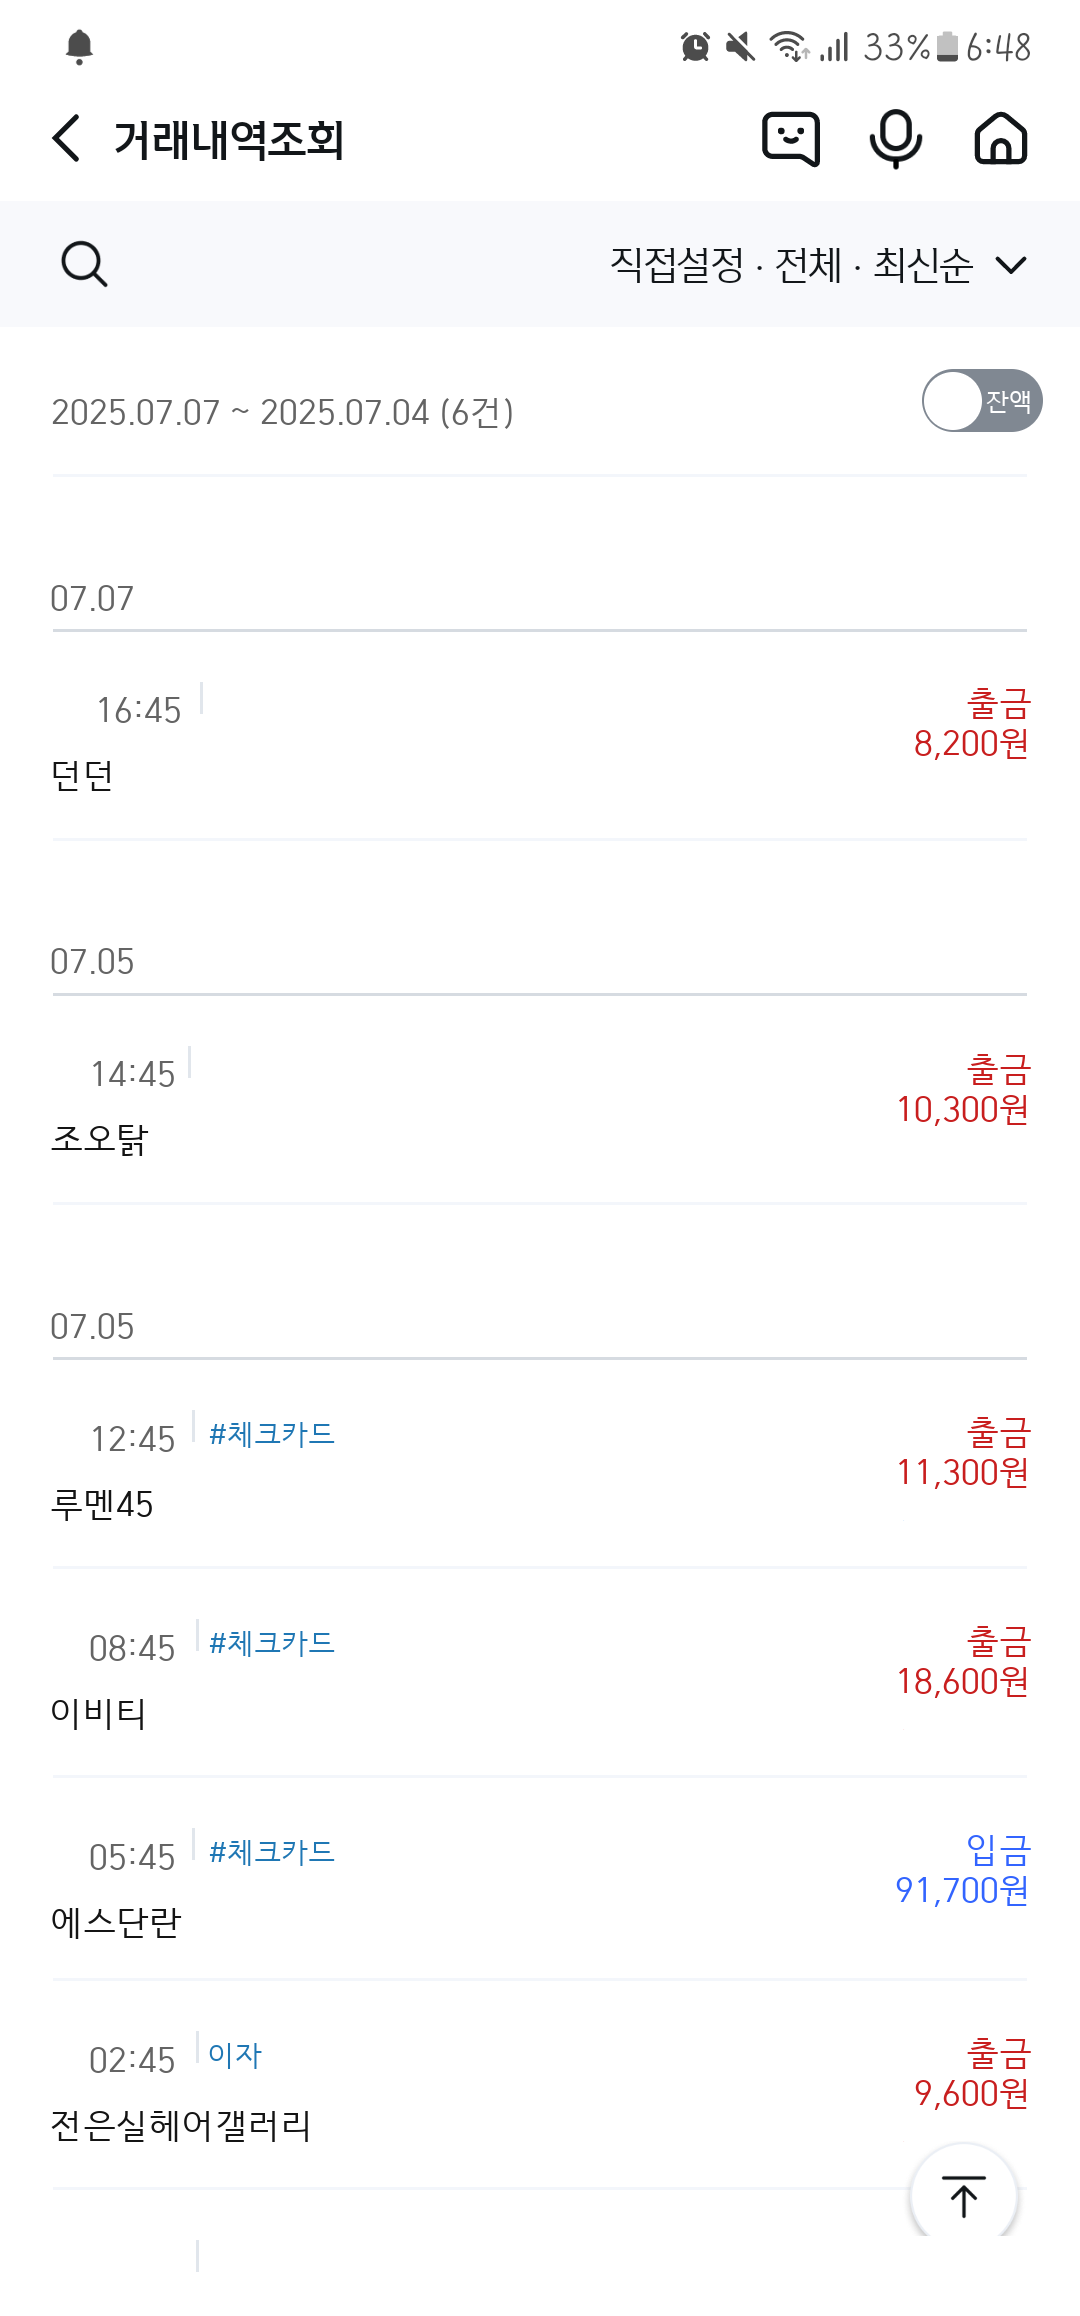 33% 6:48
거래내역조회
직접설정 · 전체 · 최신순
2025.07.07 ~ 2025.07.04 (6건)
잔액
07.07
16:45
출금
8,200원
던던
07.05
14:45
출금
10,300원
조오탉
07.05
12:45 #체크카드
출금
11,300원
루멘45
08:45 #체크카드
출금
18,600원
이비티
05:45 #체크카드
입금
91,700원
에스단란
02:45 이자
출금
9,600원
전은실헤어갤러리